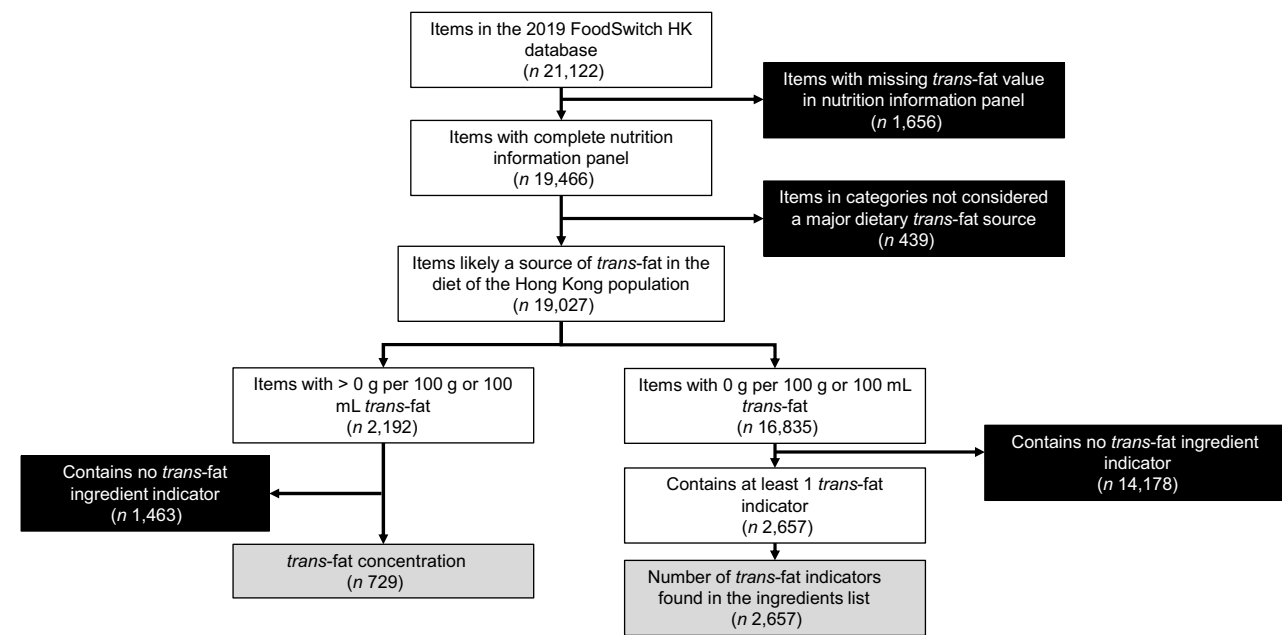 Items in the 2019 FoodSwitch HK
database
(n 21,122)
Items with missing trans-fat value
in nutrition information panel
(n 1,656)
Items with complete nutrition
information panel
(n 19,466)
Items in categories not considered
a major dietary trans-fat source
(n 439)
Items likely a source of trans-fat in the
diet of the Hong Kong population
(n 19,027)
Items with > 0 g per 100 g or 100
mL trans-fat
(n 2,192)
Items with 0 g per 100 g or 100 mL
trans-fat
(n 16,835)
Contains no trans-fat
ingredient indicator
(n 1,463)
Contains no trans-fat ingredient
indicator
(n 14,178)
Contains at least 1 trans-fat
indicator
(n 2,657)
trans-fat concentration
(n 729)
Number of trans-fat indicators
found in the ingredients list
(n 2,657)